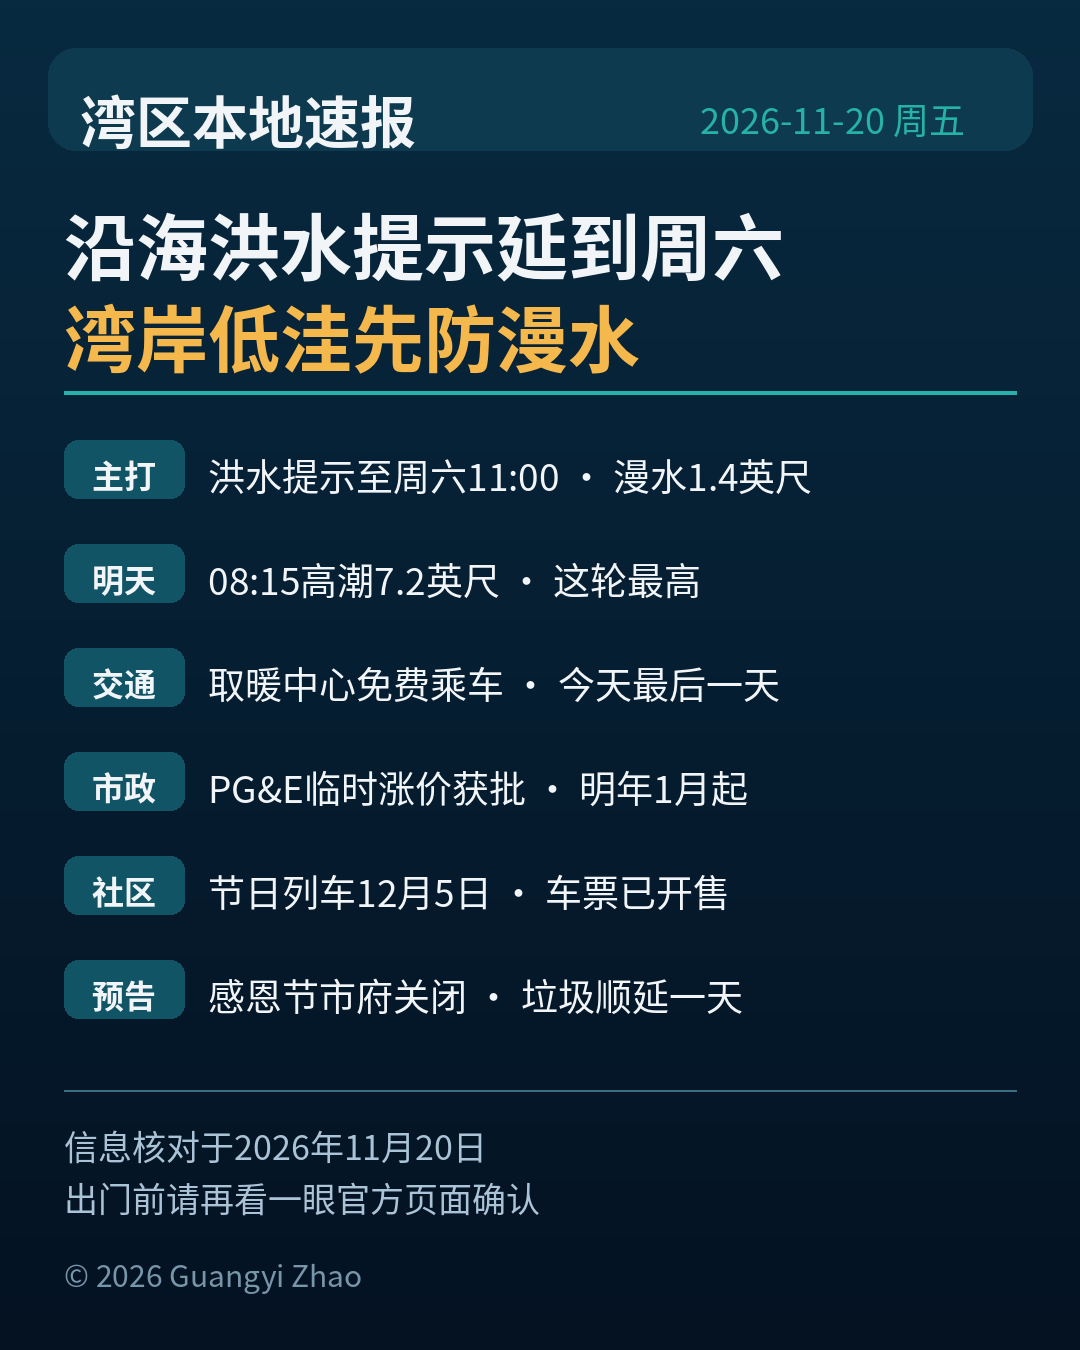 湾区本地速报
2026-11-20 周五
沿海洪水提示延到周六
湾岸低洼先防漫水
主打 洪水提示至周六11:00 · 漫水1.4英尺
明天 08:15高潮7.2英尺 · 这轮最高
交通 取暖中心免费乘车 · 今天最后一天
市政 PG&E临时涨价获批 · 明年1月起
社区 节日列车12月5日 · 车票已开售
预告 感恩节市府关闭 · 垃圾顺延一天
信息核对于2026年11月20日
出门前请再看一眼官方页面确认
© 2026 Guangyi Zhao